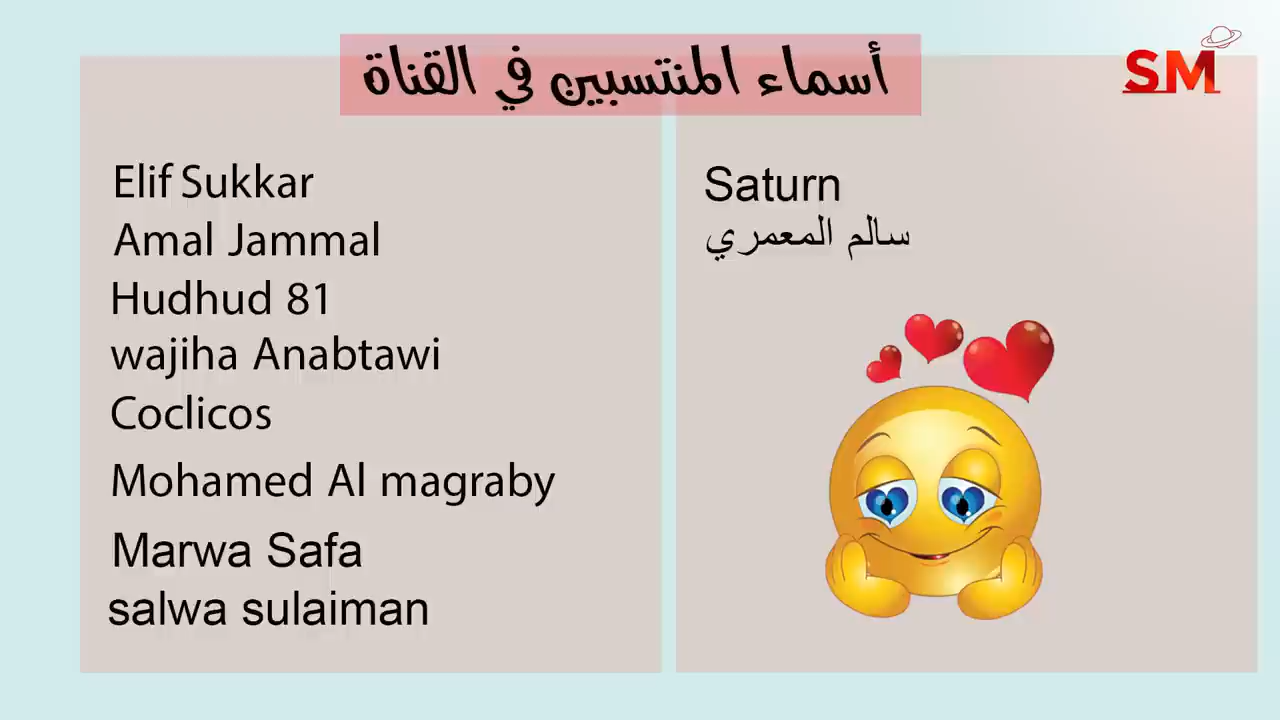 أسماء المنتسبين في القناة
SM
Elif Sukkar
Amal Jammal
Hudhud 81
wajiha Anabtawi
Coclicos
Mohamed Al magraby
Marwa Safa
salwa sulaiman
Saturn
سالم المعمري